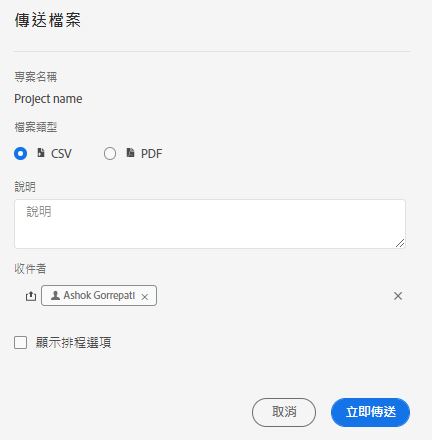 傳送檔案
專案名稱
Project name
檔案類型
CSV PDF
說明
說明
收件者
Ashok Gorrepati
顯示排程選項
取消 立即傳送